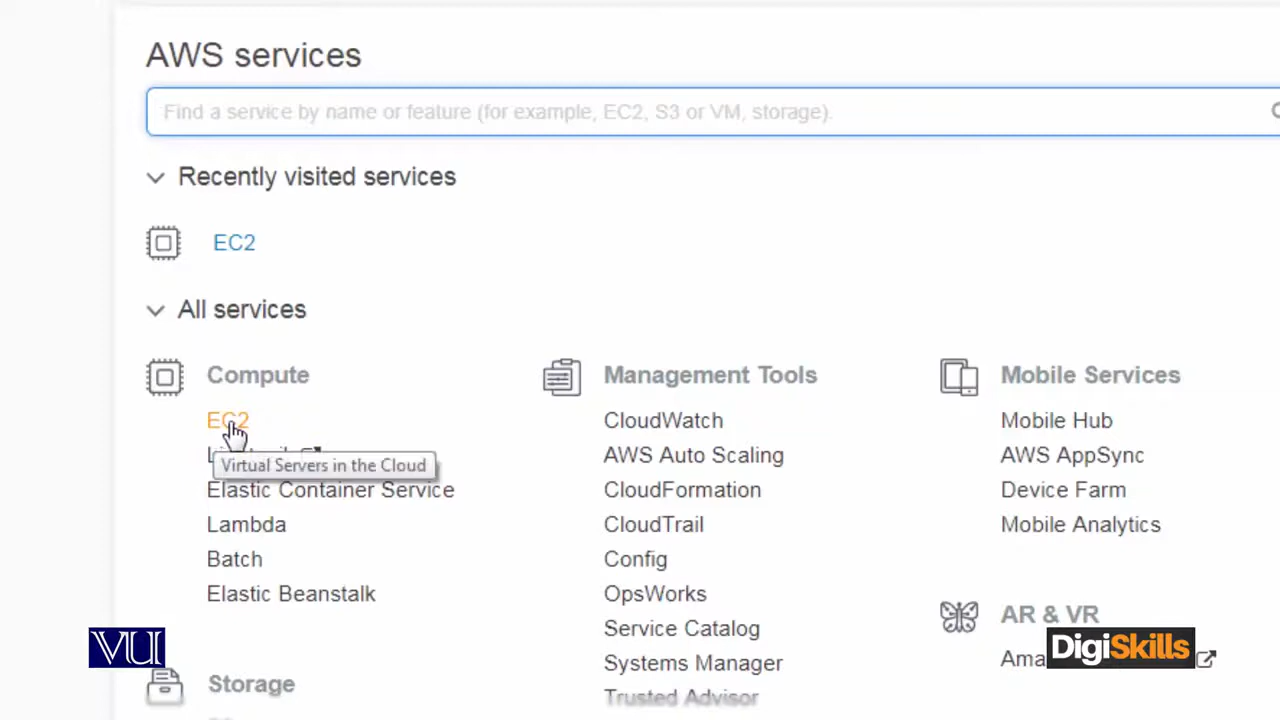 AWS services
Find a service by name or feature (for example, EC2, S3 or VM, storage).
Recently visited services
EC2
All services
Compute
EC2
Virtual Servers in the Cloud
Elastic Container Service
Lambda
Batch
Elastic Beanstalk
Storage
Management Tools
CloudWatch
AWS Auto Scaling
CloudFormation
CloudTrail
Config
OpsWorks
Service Catalog
Systems Manager
Trusted Advisor
Mobile Services
Mobile Hub
AWS AppSync
Device Farm
Mobile Analytics
AR & VR
VU
DigiSkills